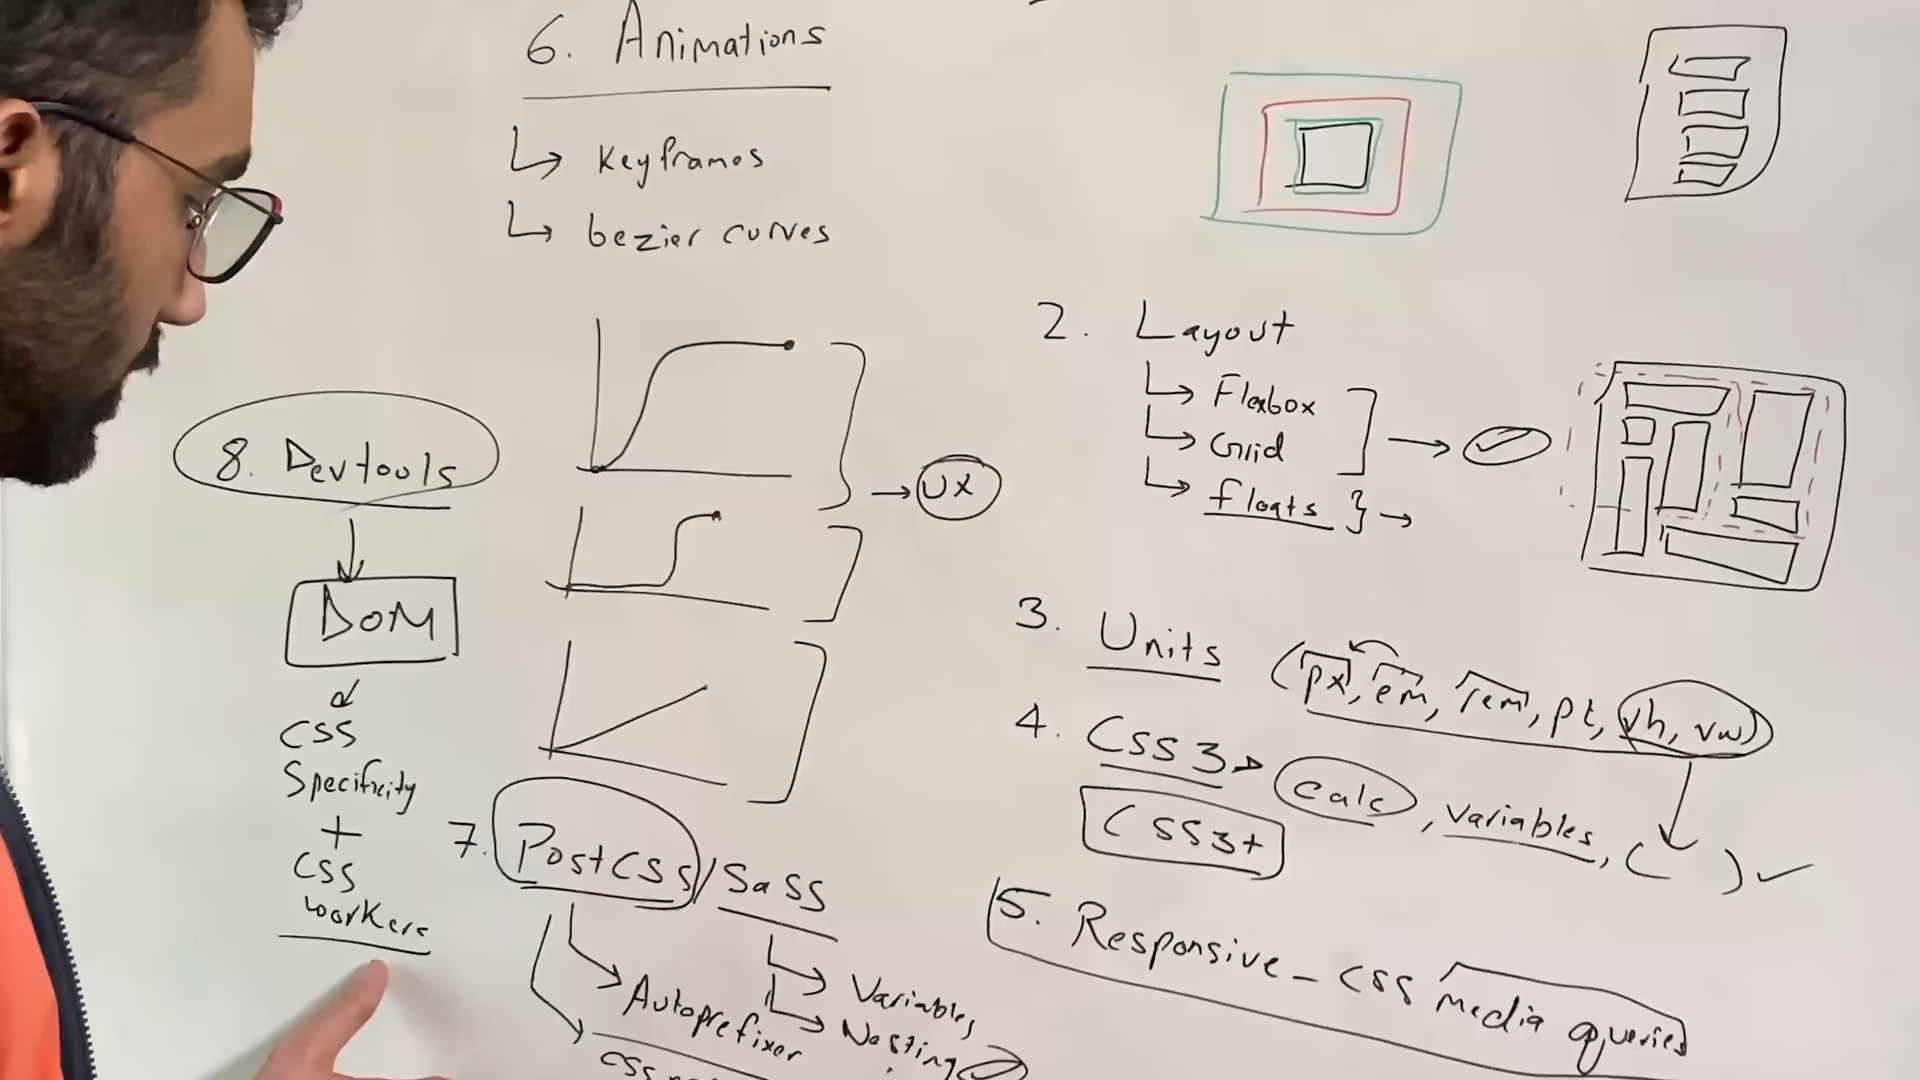 6. Animations
Keyframes
bezier curves
UX
2. Layout
Flexbox
Grid
floats
3. Units (px, em, rem, pt, vh, vw)
4. CSS3 calc, variables, ( )
CSS3+
5. Responsive - CSS media queries
7. PostCSS / SaSS
Autoprefixer
Variables
Nesting
css
8. Devtools
DOM
CSS
Specificity
+
CSS
workers